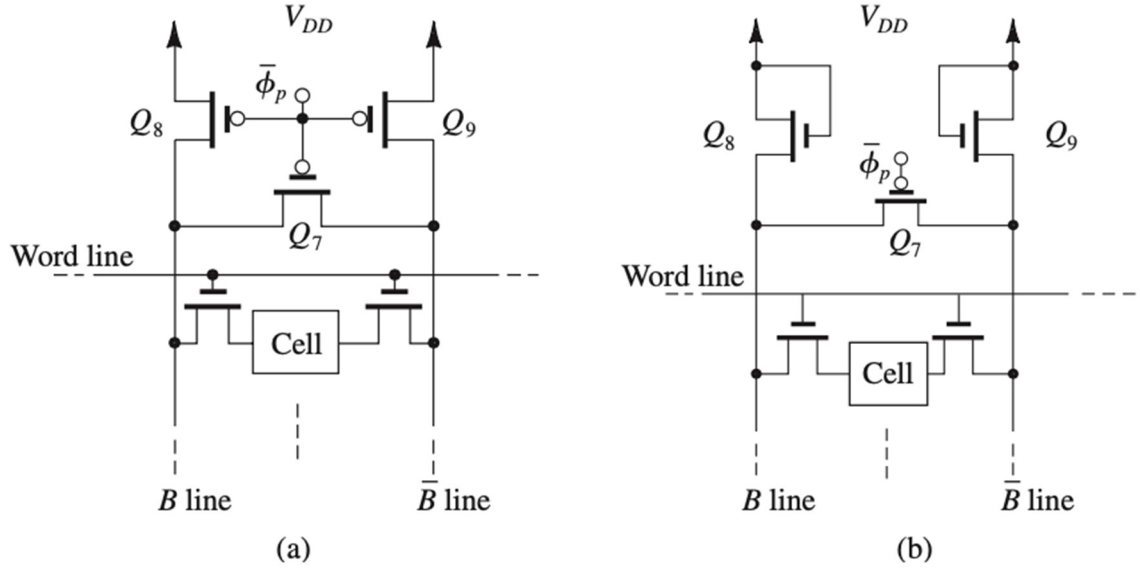 V_DD
φ̄_p
Q_8
Q_9
Q_7
Word line
Cell
B line
B̄ line
(a)
V_DD
Q_8
Q_9
φ̄_p
Q_7
Word line
Cell
B line
B̄ line
(b)